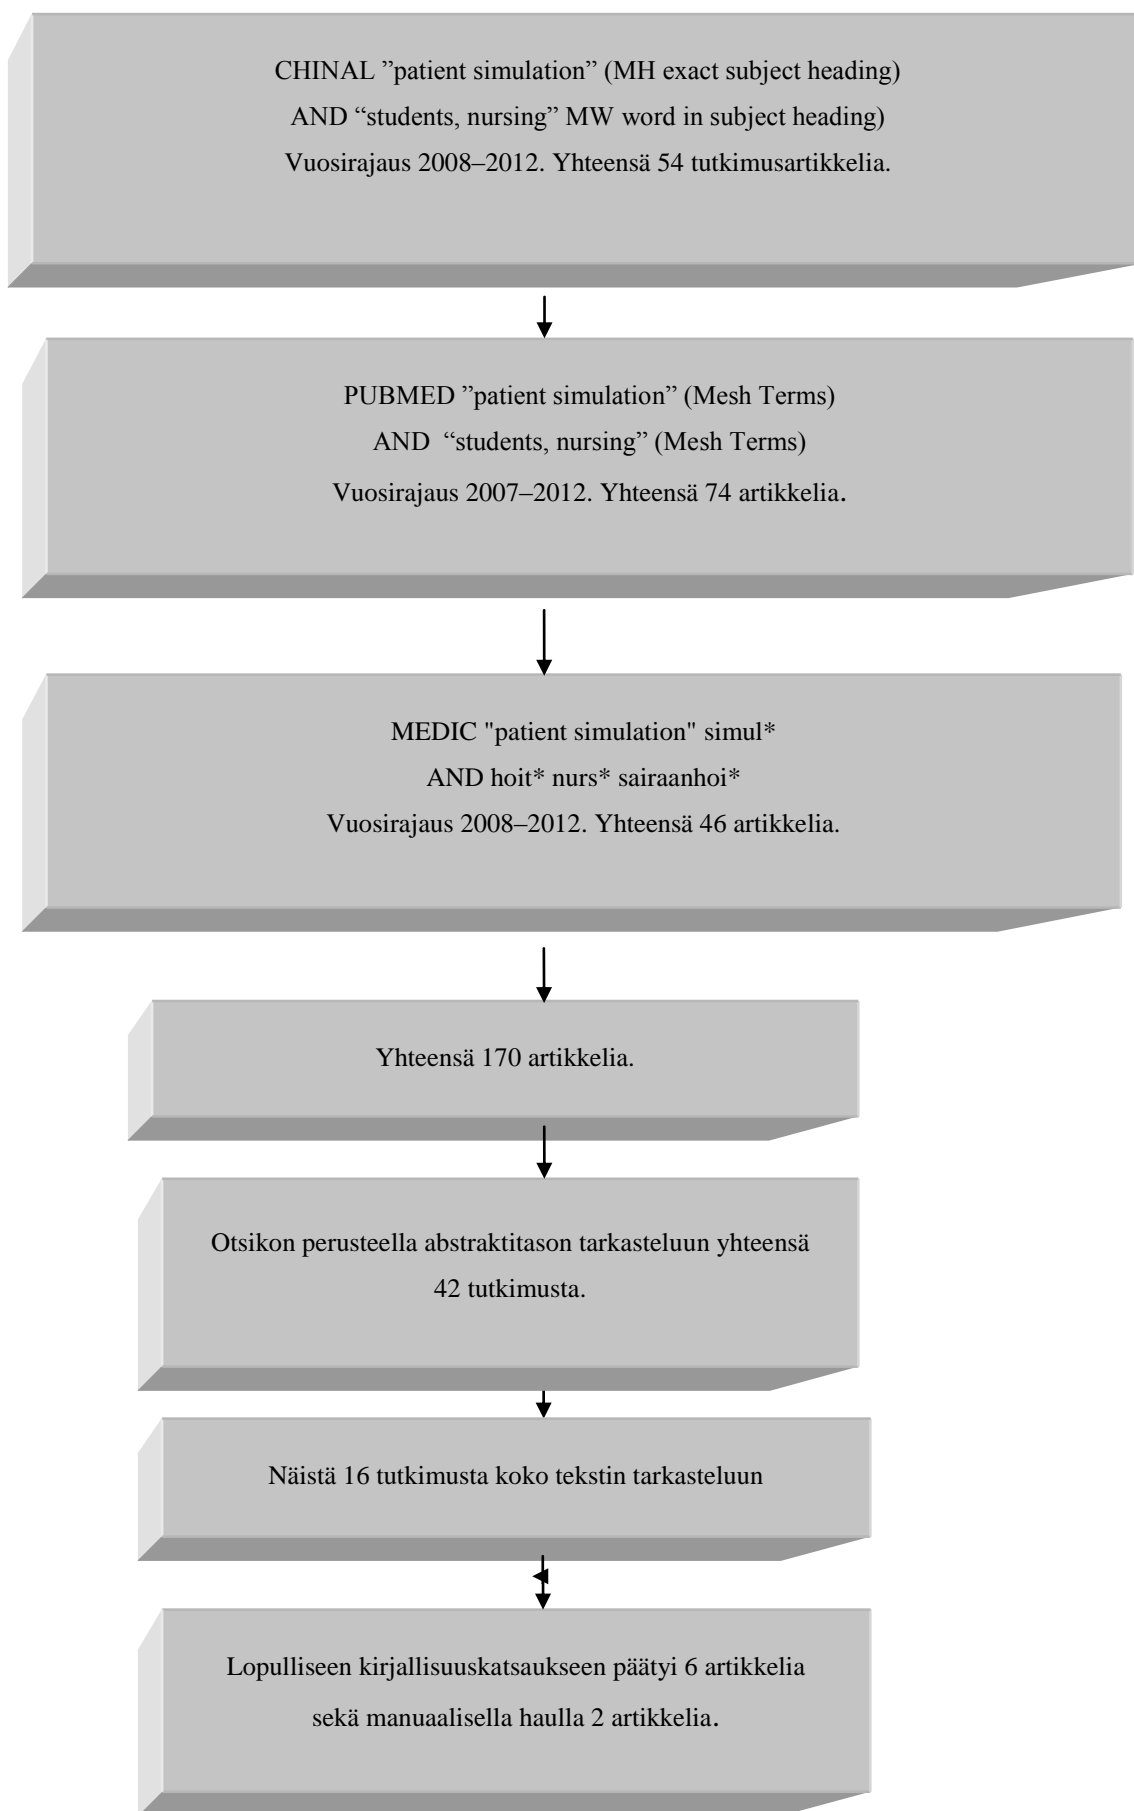 CHINAL ”patient simulation” (MH exact subject heading)
AND “students, nursing” MW word in subject heading)
Vuosirajaus 2008–2012. Yhteensä 54 tutkimusartikkelia.
PUBMED ”patient simulation” (Mesh Terms)
AND “students, nursing” (Mesh Terms)
Vuosirajaus 2007–2012. Yhteensä 74 artikkelia.
MEDIC "patient simulation" simul*
AND hoit* nurs* sairaanhoi*
Vuosirajaus 2008–2012. Yhteensä 46 artikkelia.
Yhteensä 170 artikkelia.
Otsikon perusteella abstraktitason tarkasteluun yhteensä
42 tutkimusta.
Näistä 16 tutkimusta koko tekstin tarkasteluun
Lopulliseen kirjallisuuskatsaukseen päätyi 6 artikkelia
sekä manuaalisella haulla 2 artikkelia.